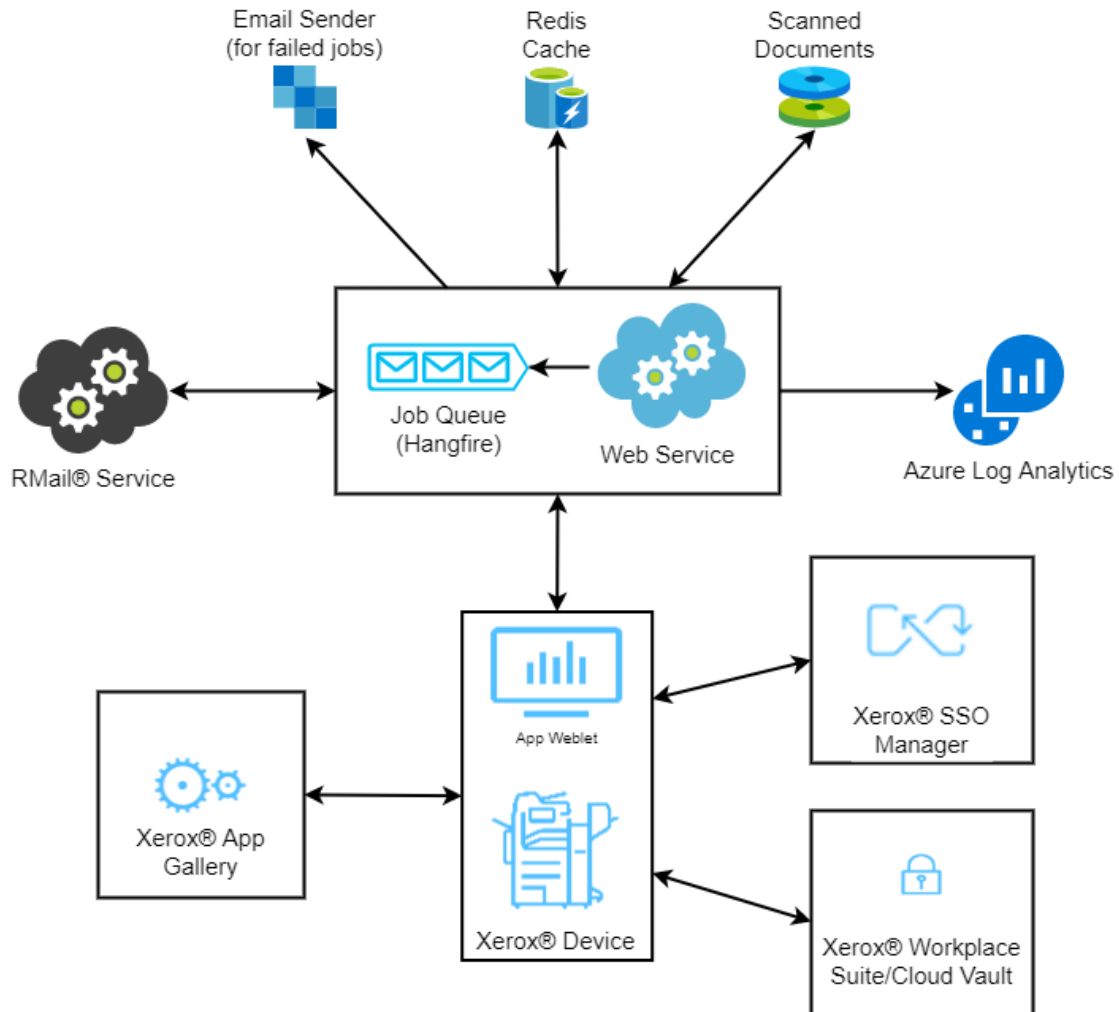 Email Sender
(for failed jobs)
Redis
Cache
Scanned
Documents
RMail® Service
Job Queue
(Hangfire)
Web Service
Azure Log Analytics
App Weblet
Xerox® Device
Xerox® SSO
Manager
Xerox® App
Gallery
Xerox® Workplace
Suite/Cloud Vault